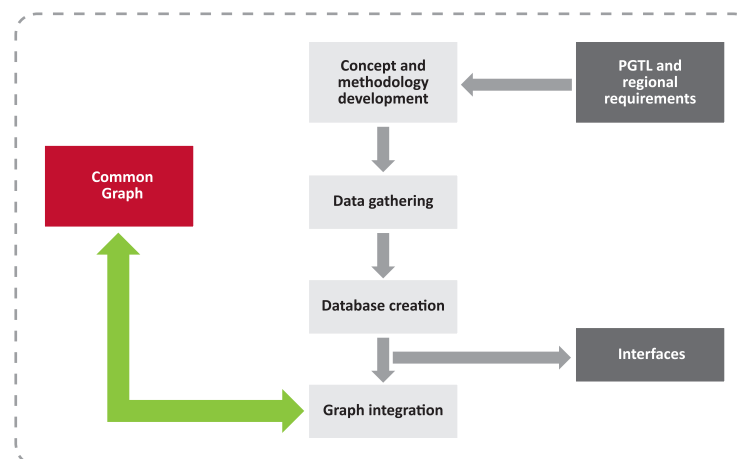 Concept and
methodology
development
PGTL and
regional
requirements
Common
Graph
Data gathering
Database creation
Interfaces
Graph integration